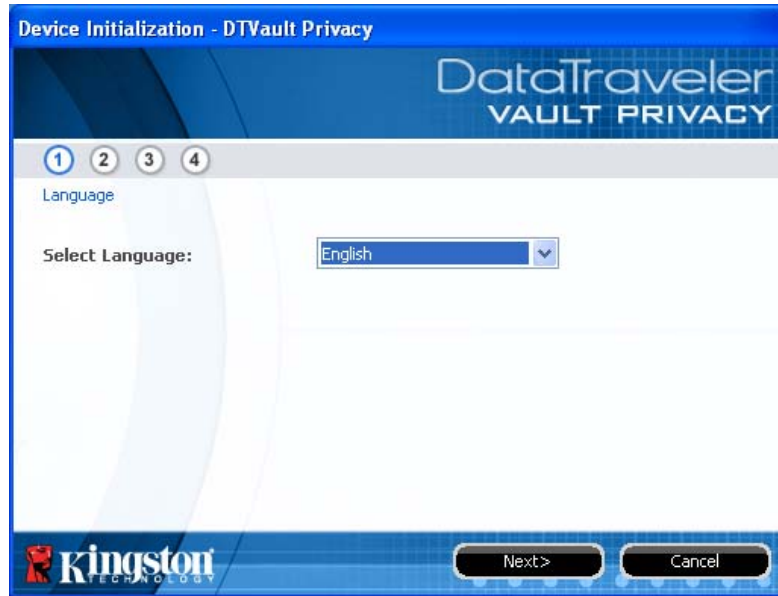 Device Initialization - DTVault Privacy
DataTraveler
VAULT PRIVACY
1 2 3 4
Language
Select Language:
English
Kingston
TECHNOLOGY
Next>
Cancel